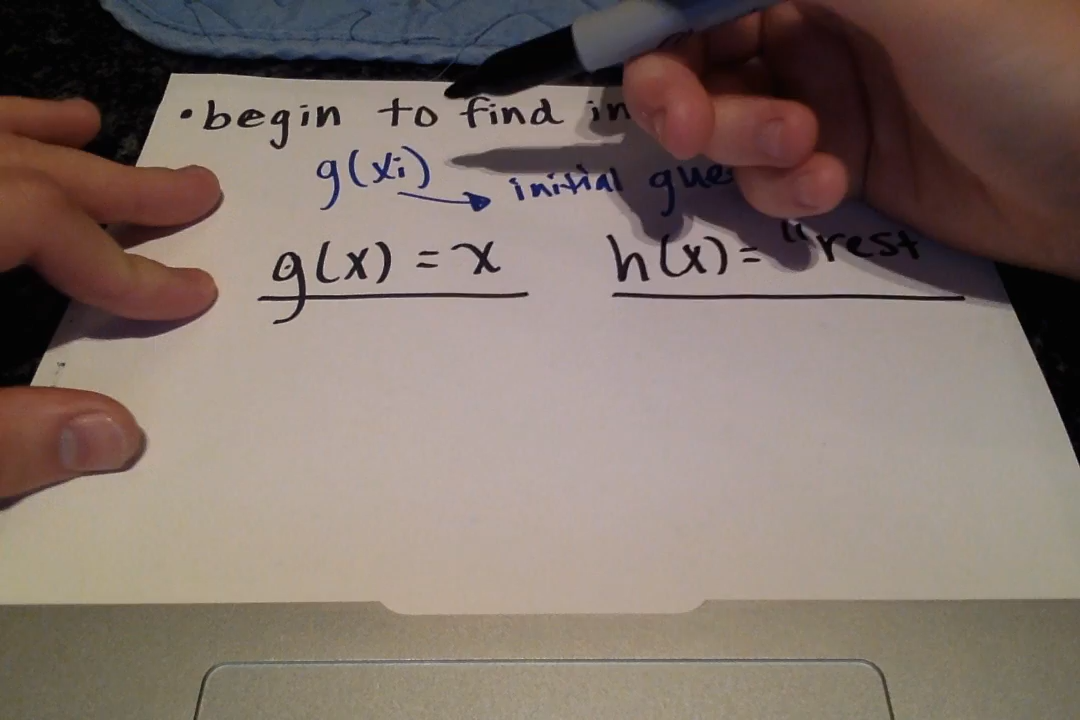 • begin to find in
g(xi) → initial gue
g(x) = x h(x) = "rest